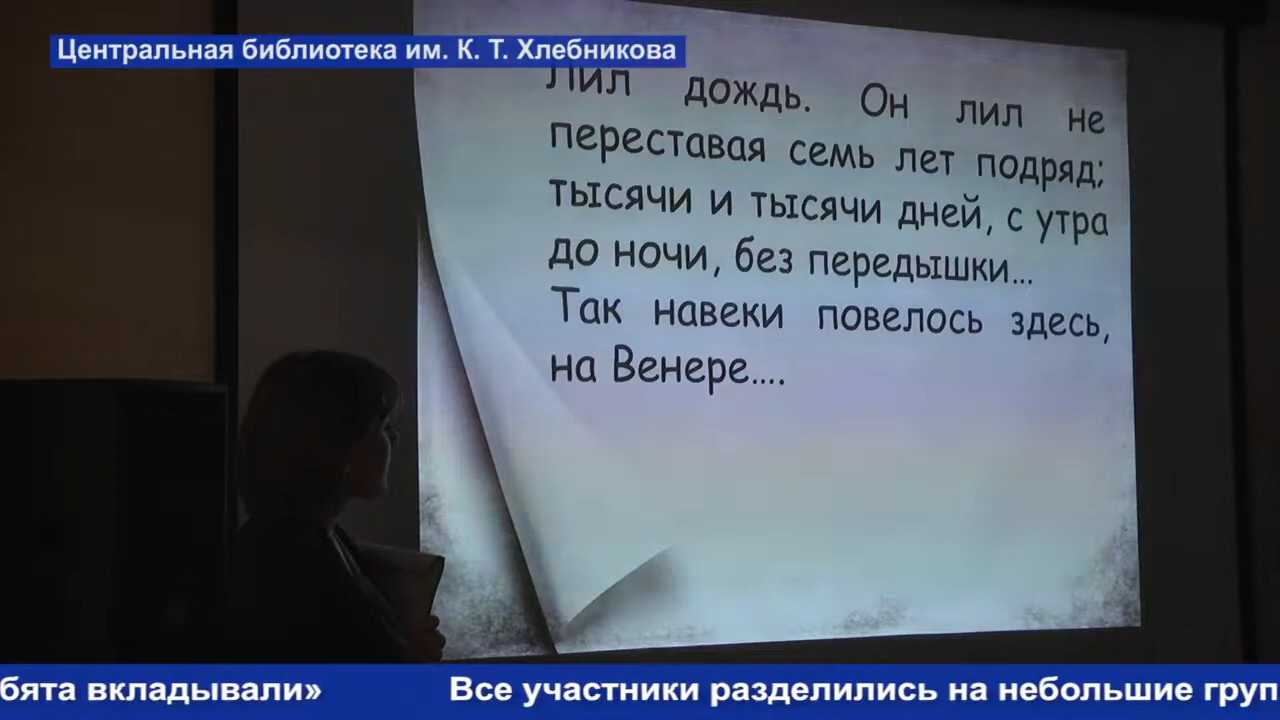 Центральная библиотека им. К. Т. Хлебникова
Лил дождь. Он лил не
переставая семь лет подряд;
тысячи и тысячи дней, с утра
до ночи, без передышки...
Так навеки повелось здесь,
на Венере....
бята вкладывали» Все участники разделились на небольшие груп